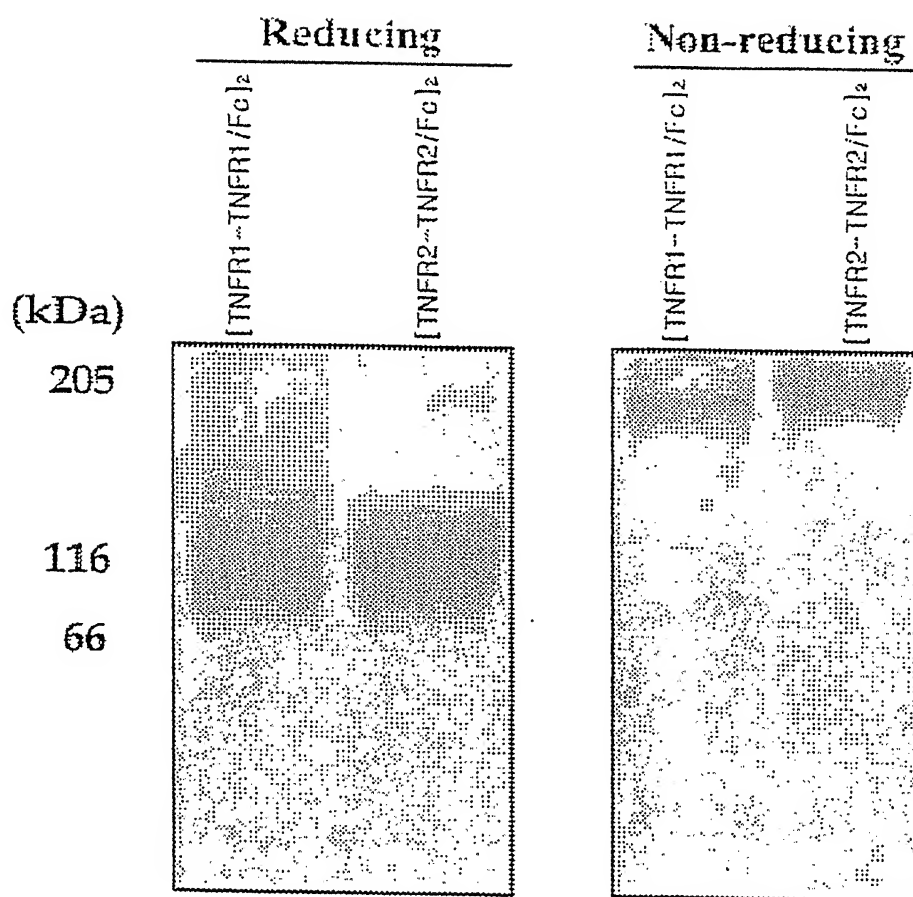 Reducing
Non-reducing
[TNFR1-TNFR1/Fc]₂
[TNFR2-TNFR2/Fc]₂
[TNFR1-TNFR1/Fc]₂
[TNFR2-TNFR2/Fc]₂
(kDa)
205
116
66